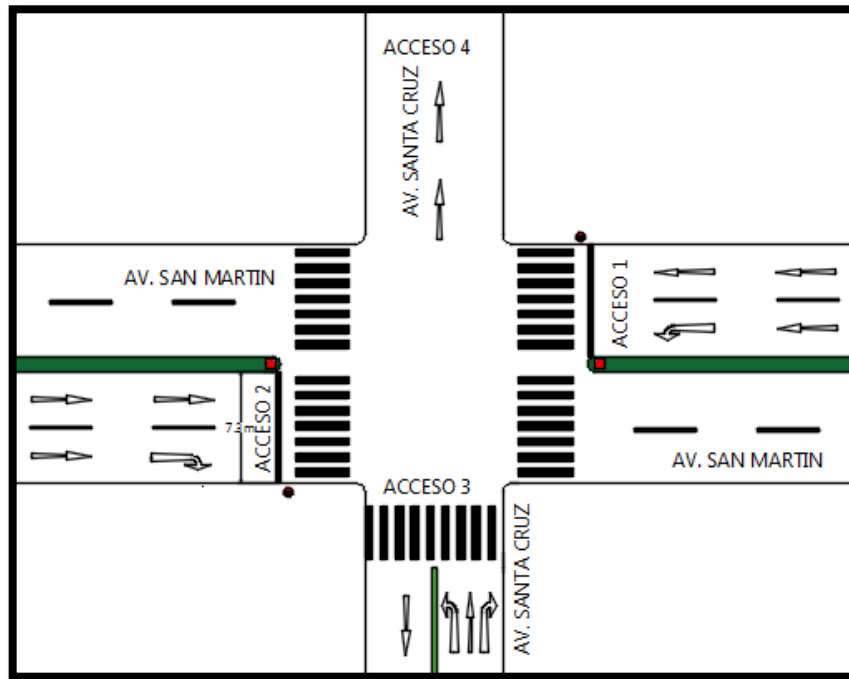 ACCESO 4
AV. SANTA CRUZ
AV. SAN MARTIN
ACCESO 1
ACCESO 2
AV. SAN MARTIN
ACCESO 3
AV. SANTA CRUZ